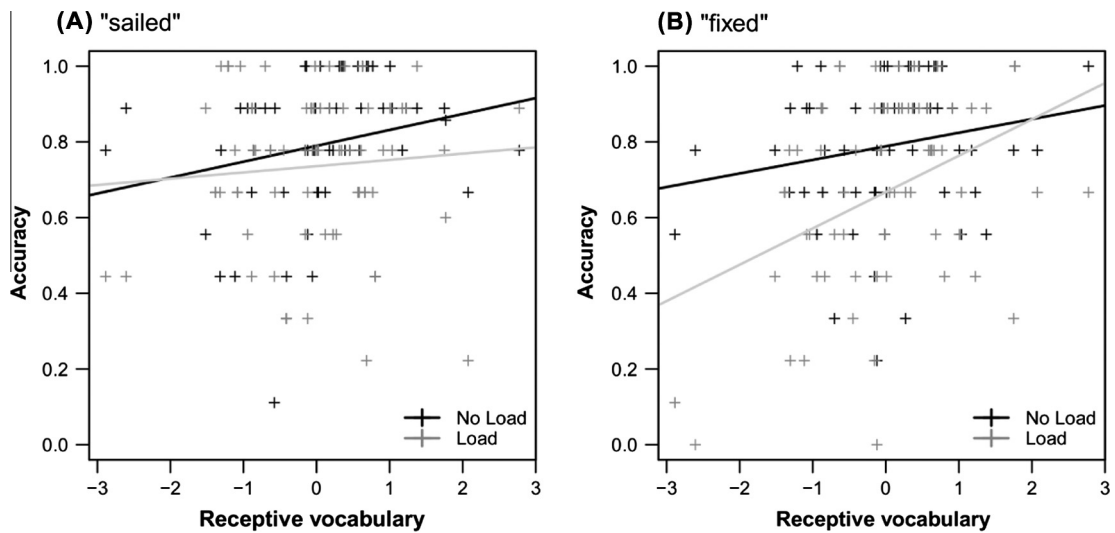 (A) "sailed"
Accuracy
1.0
0.8
0.6
0.4
0.2
0.0
No Load
Load
−3 −2 −1 0 1 2 3
Receptive vocabulary
(B) "fixed"
Accuracy
1.0
0.8
0.6
0.4
0.2
0.0
No Load
Load
−3 −2 −1 0 1 2 3
Receptive vocabulary